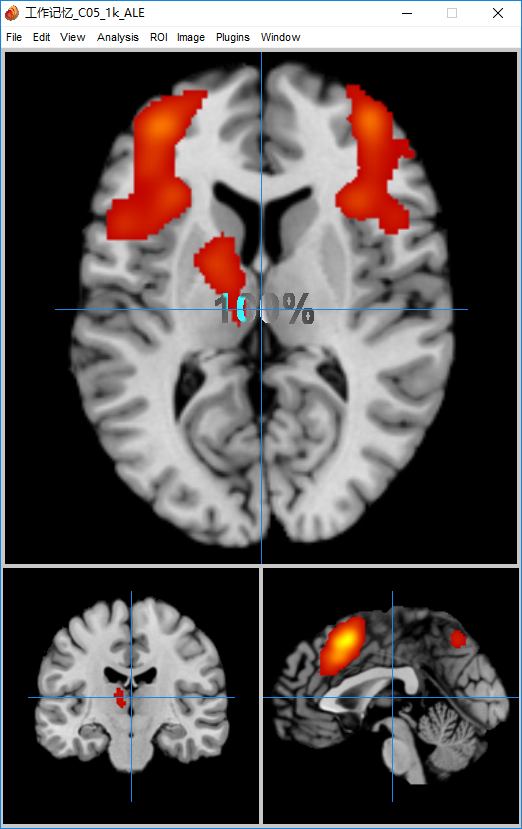 工作记忆_C05_1k_ALE
File Edit View Analysis ROI Image Plugins Window
100%